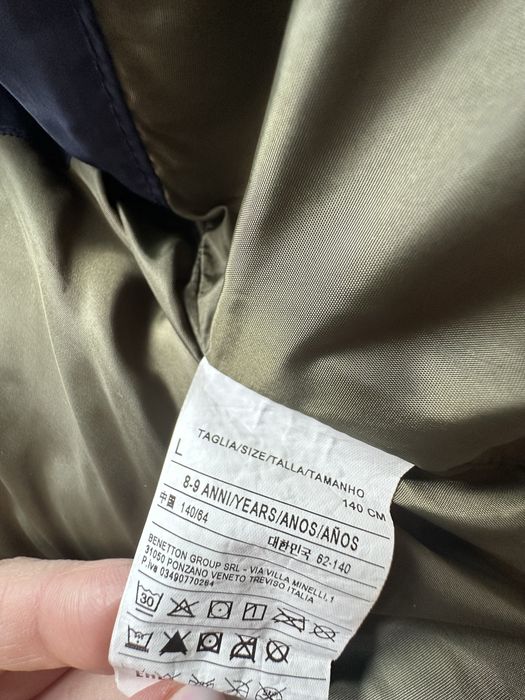 TAGLIA/SIZE/TALLA/TAMANHO
L 140 CM
8-9 ANNI/YEARS/ANOS/AÑOS
中国 140/64 대한민국 62-140
BENETTON GROUP SRL - VIA VILLA MINELLI, 1
31050 PONZANO VENETO TREVISO ITALIA
P.Iva 03490770264
30